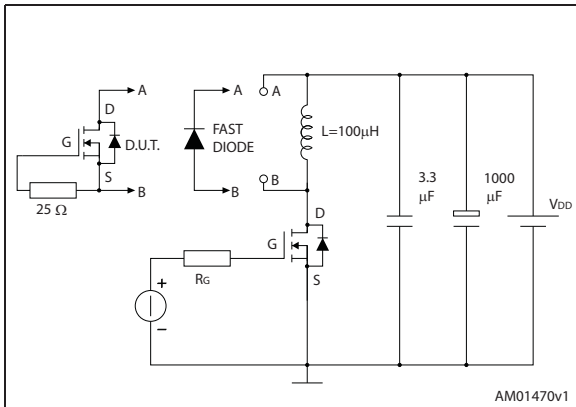 A
A
A
D
G
D.U.T.
FAST
DIODE
L=100μH
S
B
B
B
25 Ω
D
G
S
RG
+
−
3.3
μF
1000
μF
VDD
AM01470v1